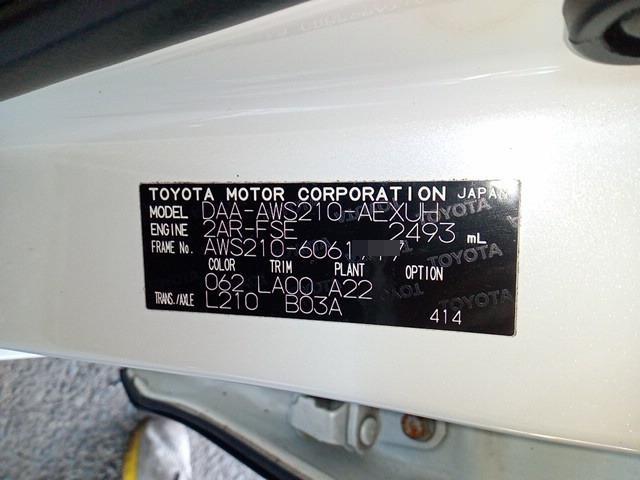 TOYOTA MOTOR CORPORATION JAPAN
MODEL DAA-AWS210-AEXUH
ENGINE 2AR-FSE 2493 mL
FRAME No. AWS210-6061
COLOR TRIM PLANT OPTION
062 LA00 A22
TRANS./AXLE L210 B03A
414